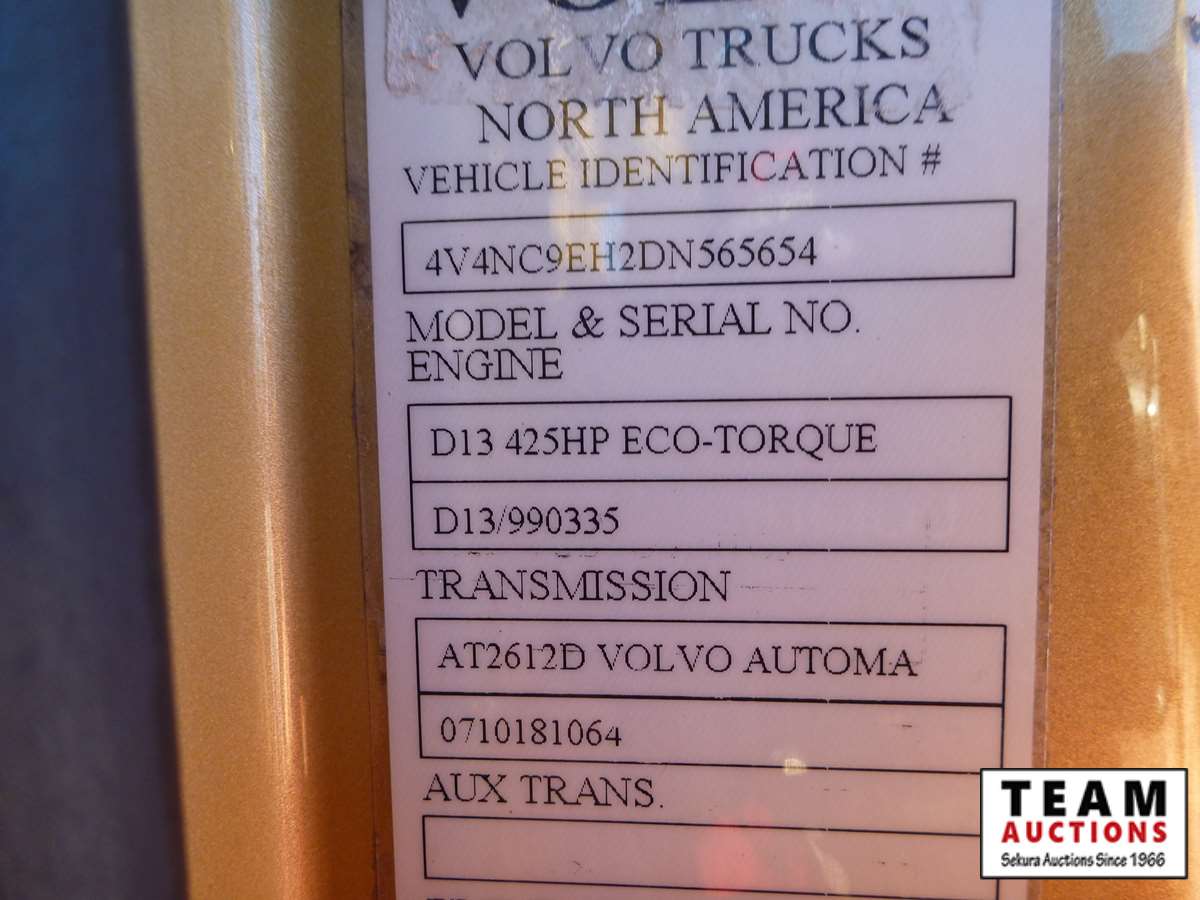 VOLVO TRUCKS
NORTH AMERICA
VEHICLE IDENTIFICATION #
4V4NC9EH2DN565654
MODEL & SERIAL NO.
ENGINE
D13 425HP ECO-TORQUE
D13/990335
TRANSMISSION
AT2612D VOLVO AUTOMA
0710181064
AUX TRANS.
TEAM
AUCTIONS
Sekura Auctions Since 1966